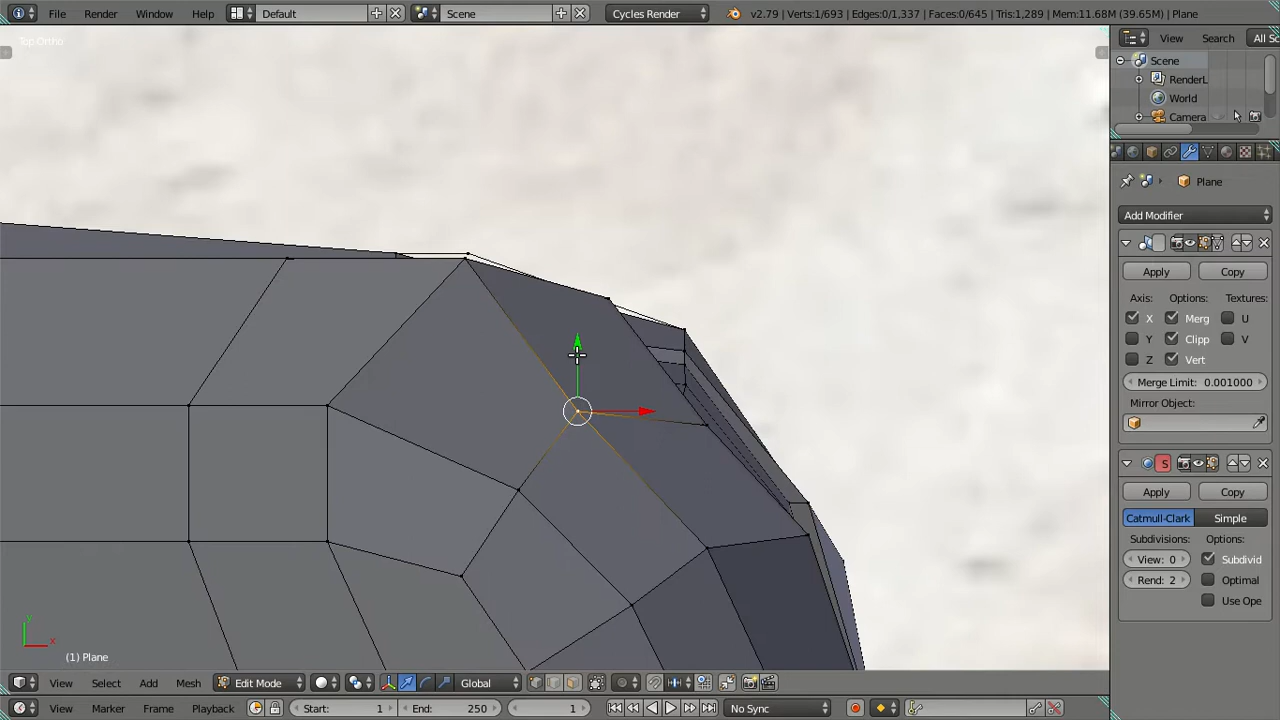 File Render Window Help Default Scene Cycles Render v2.79 | Verts:1/693 | Edges:0/1,337 | Faces:0/645 | Tris:1,289 | Mem:11.68M (39.65M) | Plane
Top Ortho
View Search All Sc
Scene
RenderL
World
Camera
Plane
Add Modifier
Apply Copy
Axis: Options: Textures:
X Merg U
Y Clipp V
Z Vert
Merge Limit: 0.001000
Mirror Object:
S
Apply Copy
Catmull-Clark Simple
Subdivisions: Options:
View: 0 Subdivid
Rend: 2 Optimal
Use Ope
y
x
(1) Plane
View Select Add Mesh Edit Mode Global
View Marker Frame Playback Start: 1 End: 250 1 No Sync